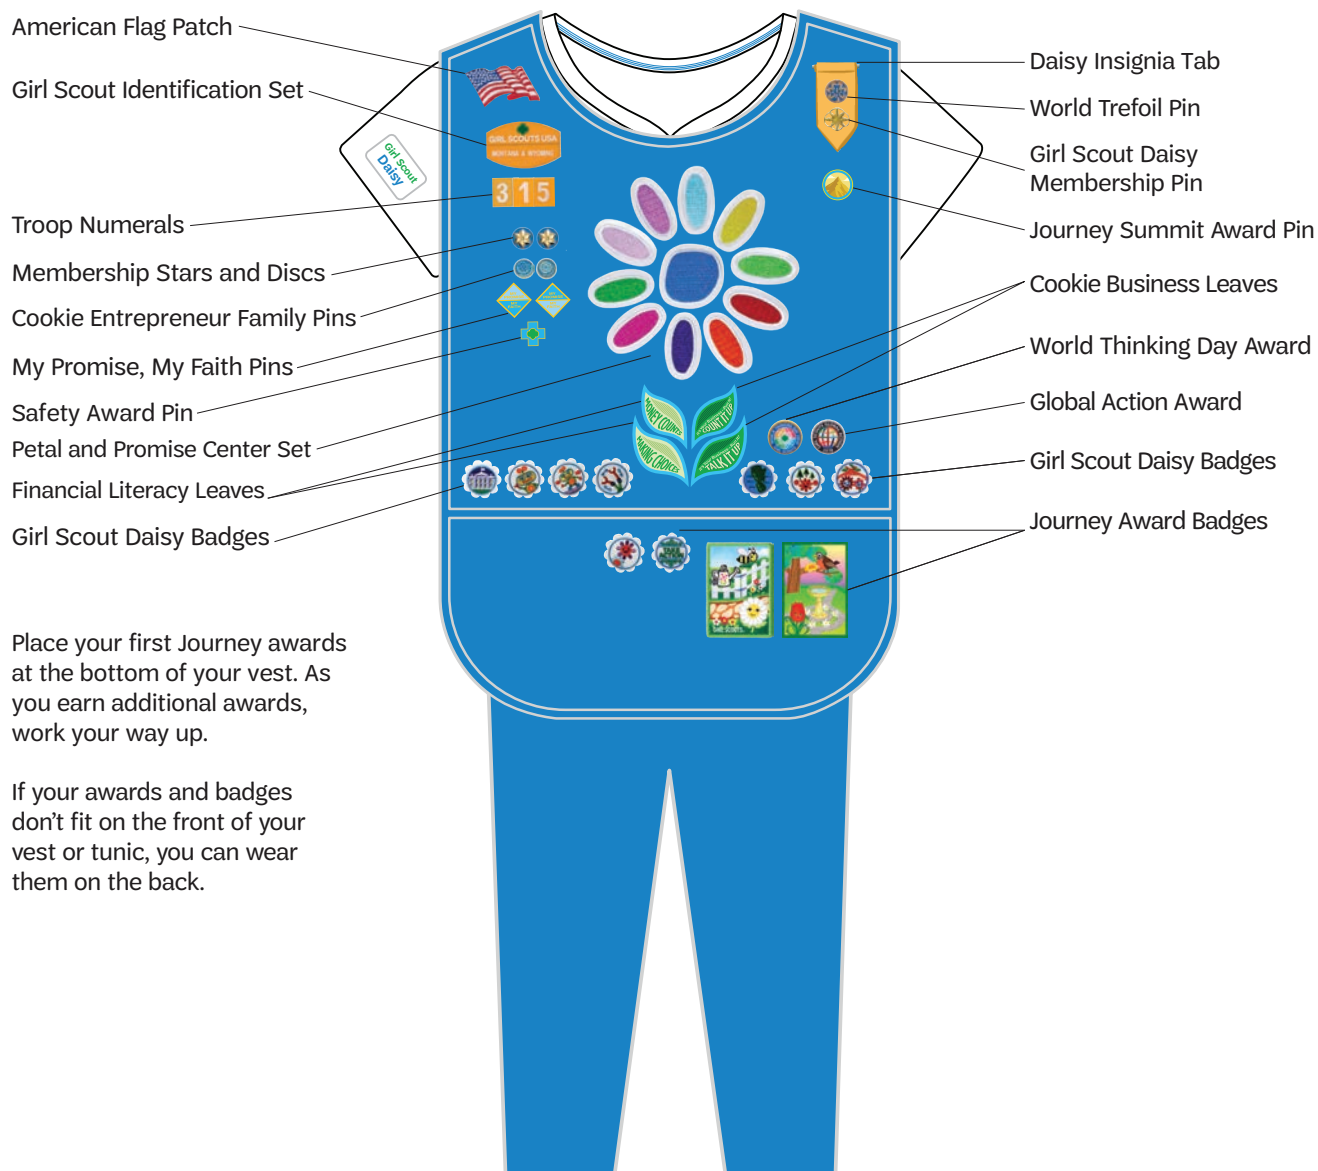 American Flag Patch
Girl Scout Identification Set
Troop Numerals
Membership Stars and Discs
Cookie Entrepreneur Family Pins
My Promise, My Faith Pins
Safety Award Pin
Petal and Promise Center Set
Financial Literacy Leaves
Girl Scout Daisy Badges
Place your first Journey awards
at the bottom of your vest. As
you earn additional awards,
work your way up.
If your awards and badges
don’t fit on the front of your
vest or tunic, you can wear
them on the back.
Girl Scout
Daisy
GIRL SCOUTS USA
MONTANA & WYOMING
315
MONEY COUNTS
COUNT IT UP
MAKING CHOICES
TALK IT UP
TAKE
ACTION
Daisy Insignia Tab
World Trefoil Pin
Girl Scout Daisy
Membership Pin
Journey Summit Award Pin
Cookie Business Leaves
World Thinking Day Award
Global Action Award
Girl Scout Daisy Badges
Journey Award Badges